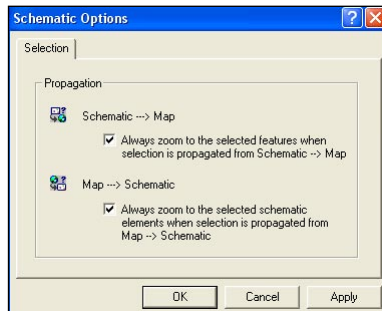 Schematic Options
Selection
Propagation
Schematic ---> Map
Always zoom to the selected features when
selection is propagated from Schematic --> Map
Map ---> Schematic
Always zoom to the selected schematic
elements when selection is propagated from
Map --> Schematic
OK Cancel Apply